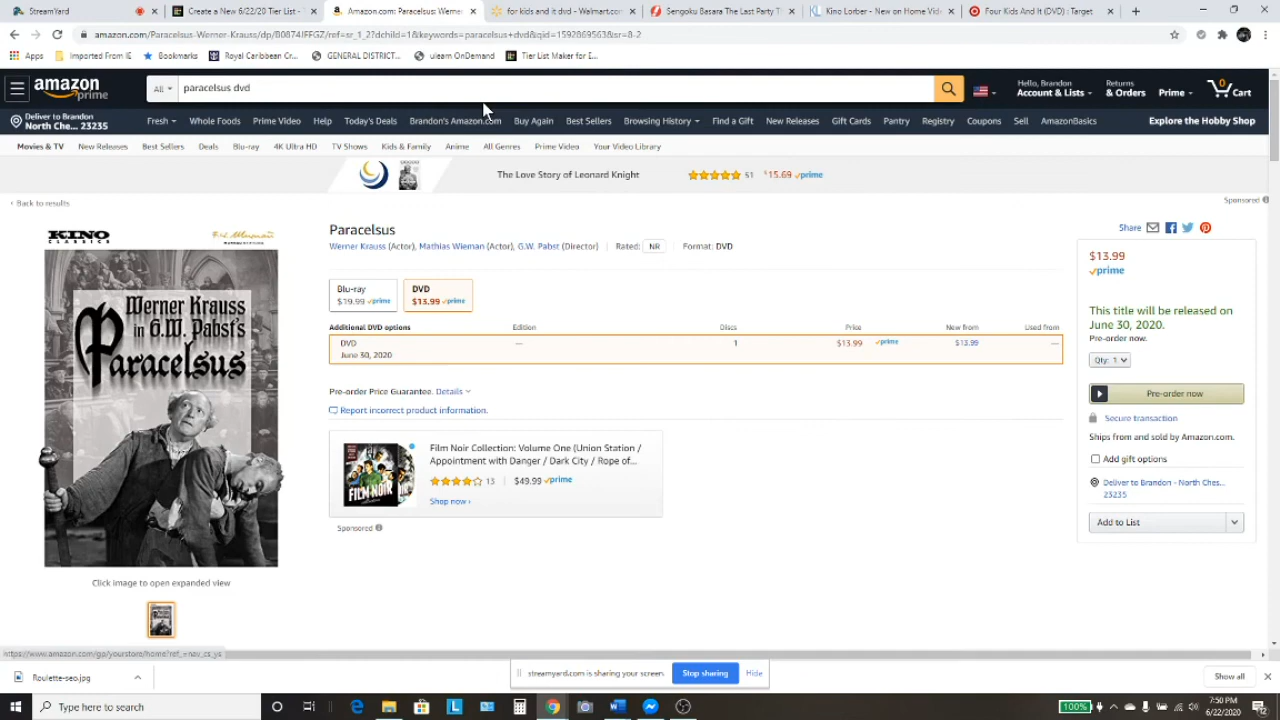 StreamYard
Create a New 6/22/20 Tier List -
Amazon.com: Paracelsus: Werner
for kids and it dvd - Walmart.com
Sengoku Basara The Last Party T
Kino Lorber - New on Home Vide
Four Kids And It (DVD) : Target
amazon.com/Paracelsus-Werner-Krauss/dp/B0874JFFGZ/ref=sr_1_2?dchild=1&keywords=paracelsus+dvd&qid=1592869563&sr=8-2
Apps
Imported From IE
Bookmarks
Royal Caribbean Cr...
GENERAL DISTRICT...
ulearn OnDemand
Tier List Maker for I...
amazon prime
All
paracelsus dvd
Hello, Brandon
Account & Lists
Returns
& Orders
Prime
0
Cart
Deliver to Brandon
North Ches... 23235
Fresh
Whole Foods
Prime Video
Help
Today's Deals
Brandon's Amazon.com
Buy Again
Best Sellers
Browsing History
Find a Gift
New Releases
Gift Cards
Pantry
Registry
Coupons
Sell
AmazonBasics
Explore the Hobby Shop
Movies & TV
New Releases
Best Sellers
Deals
Blu-ray
4K Ultra HD
TV Shows
Kids & Family
Anime
All Genres
Prime Video
Your Video Library
The Love Story of Leonard Knight
51
$15.69 prime
Sponsored
‹ Back to results
KINO
CLASSICS
Werner Krauss
in G.W. Pabst's
Paracelsus
Click image to open expanded view
Paracelsus
Werner Krauss (Actor), Mathias Wieman (Actor), G.W. Pabst (Director)
Rated: NR
Format: DVD
Blu-ray
$19.99 prime
DVD
$13.99 prime
Additional DVD options
Edition
Discs
Price
New from
Used from
DVD
June 30, 2020
—
1
$13.99
prime
$13.99
—
Pre-order Price Guarantee. Details
Report incorrect product information.
FILM NOIR
Film Noir Collection: Volume One (Union Station /
Appointment with Danger / Dark City / Rope of...
13
$49.99 prime
Shop now ›
Sponsored
Share
$13.99
prime
This title will be released on
June 30, 2020.
Pre-order now.
Qty: 1
Pre-order now
Secure transaction
Ships from and sold by Amazon.com.
Add gift options
Deliver to Brandon - North Ches...
23235
Add to List
https://www.amazon.com/gp/yourstore/home?ref_=nav_cs_ys
Roulette-seo.jpg
streamyard.com is sharing your screen.
Stop sharing
Hide
Show all
Type here to search
100%
7:50 PM
6/22/2020
12